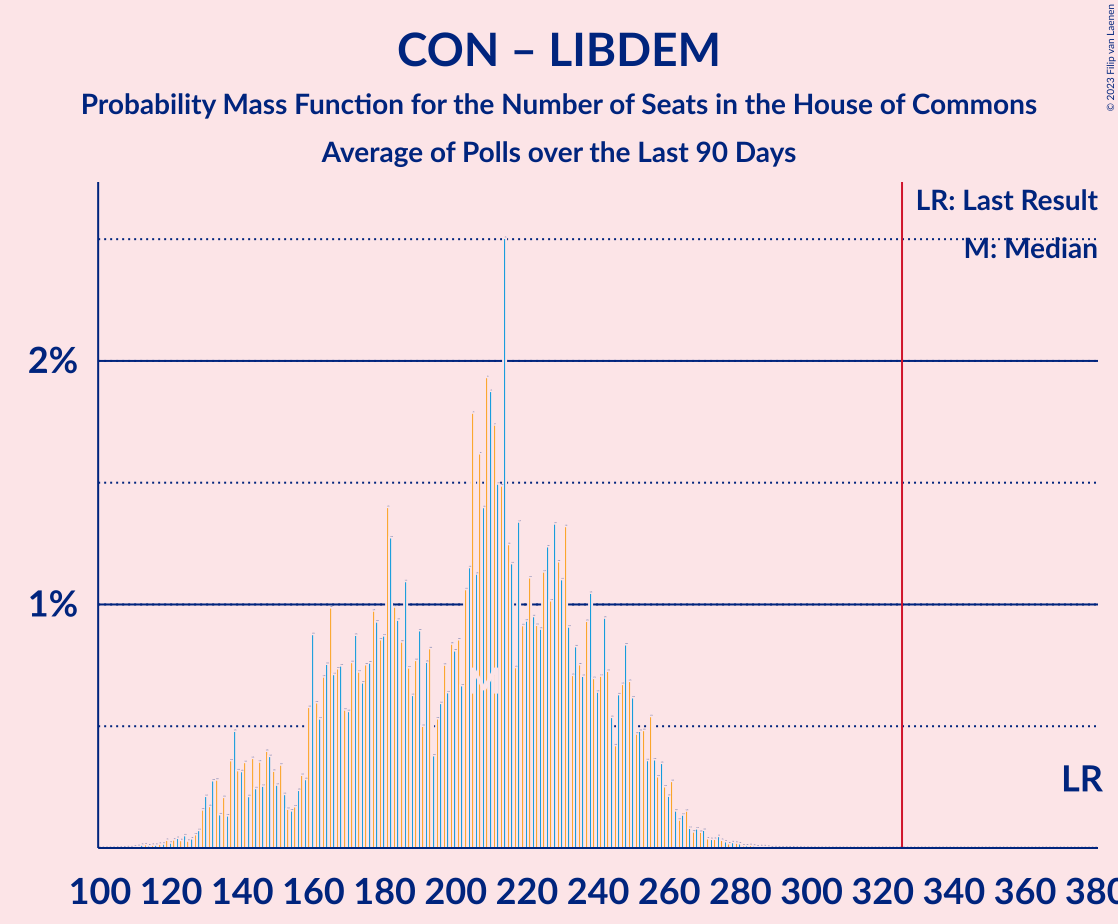 CON – LIBDEM
Probability Mass Function for the Number of Seats in the House of Commons
Average of Polls over the Last 90 Days
© 2023 Filip van Laenen
LR: Last Result
M: Median
2%
1%
LR
100 120 140 160 180 200 220 240 260 280 300 320 340 360 380